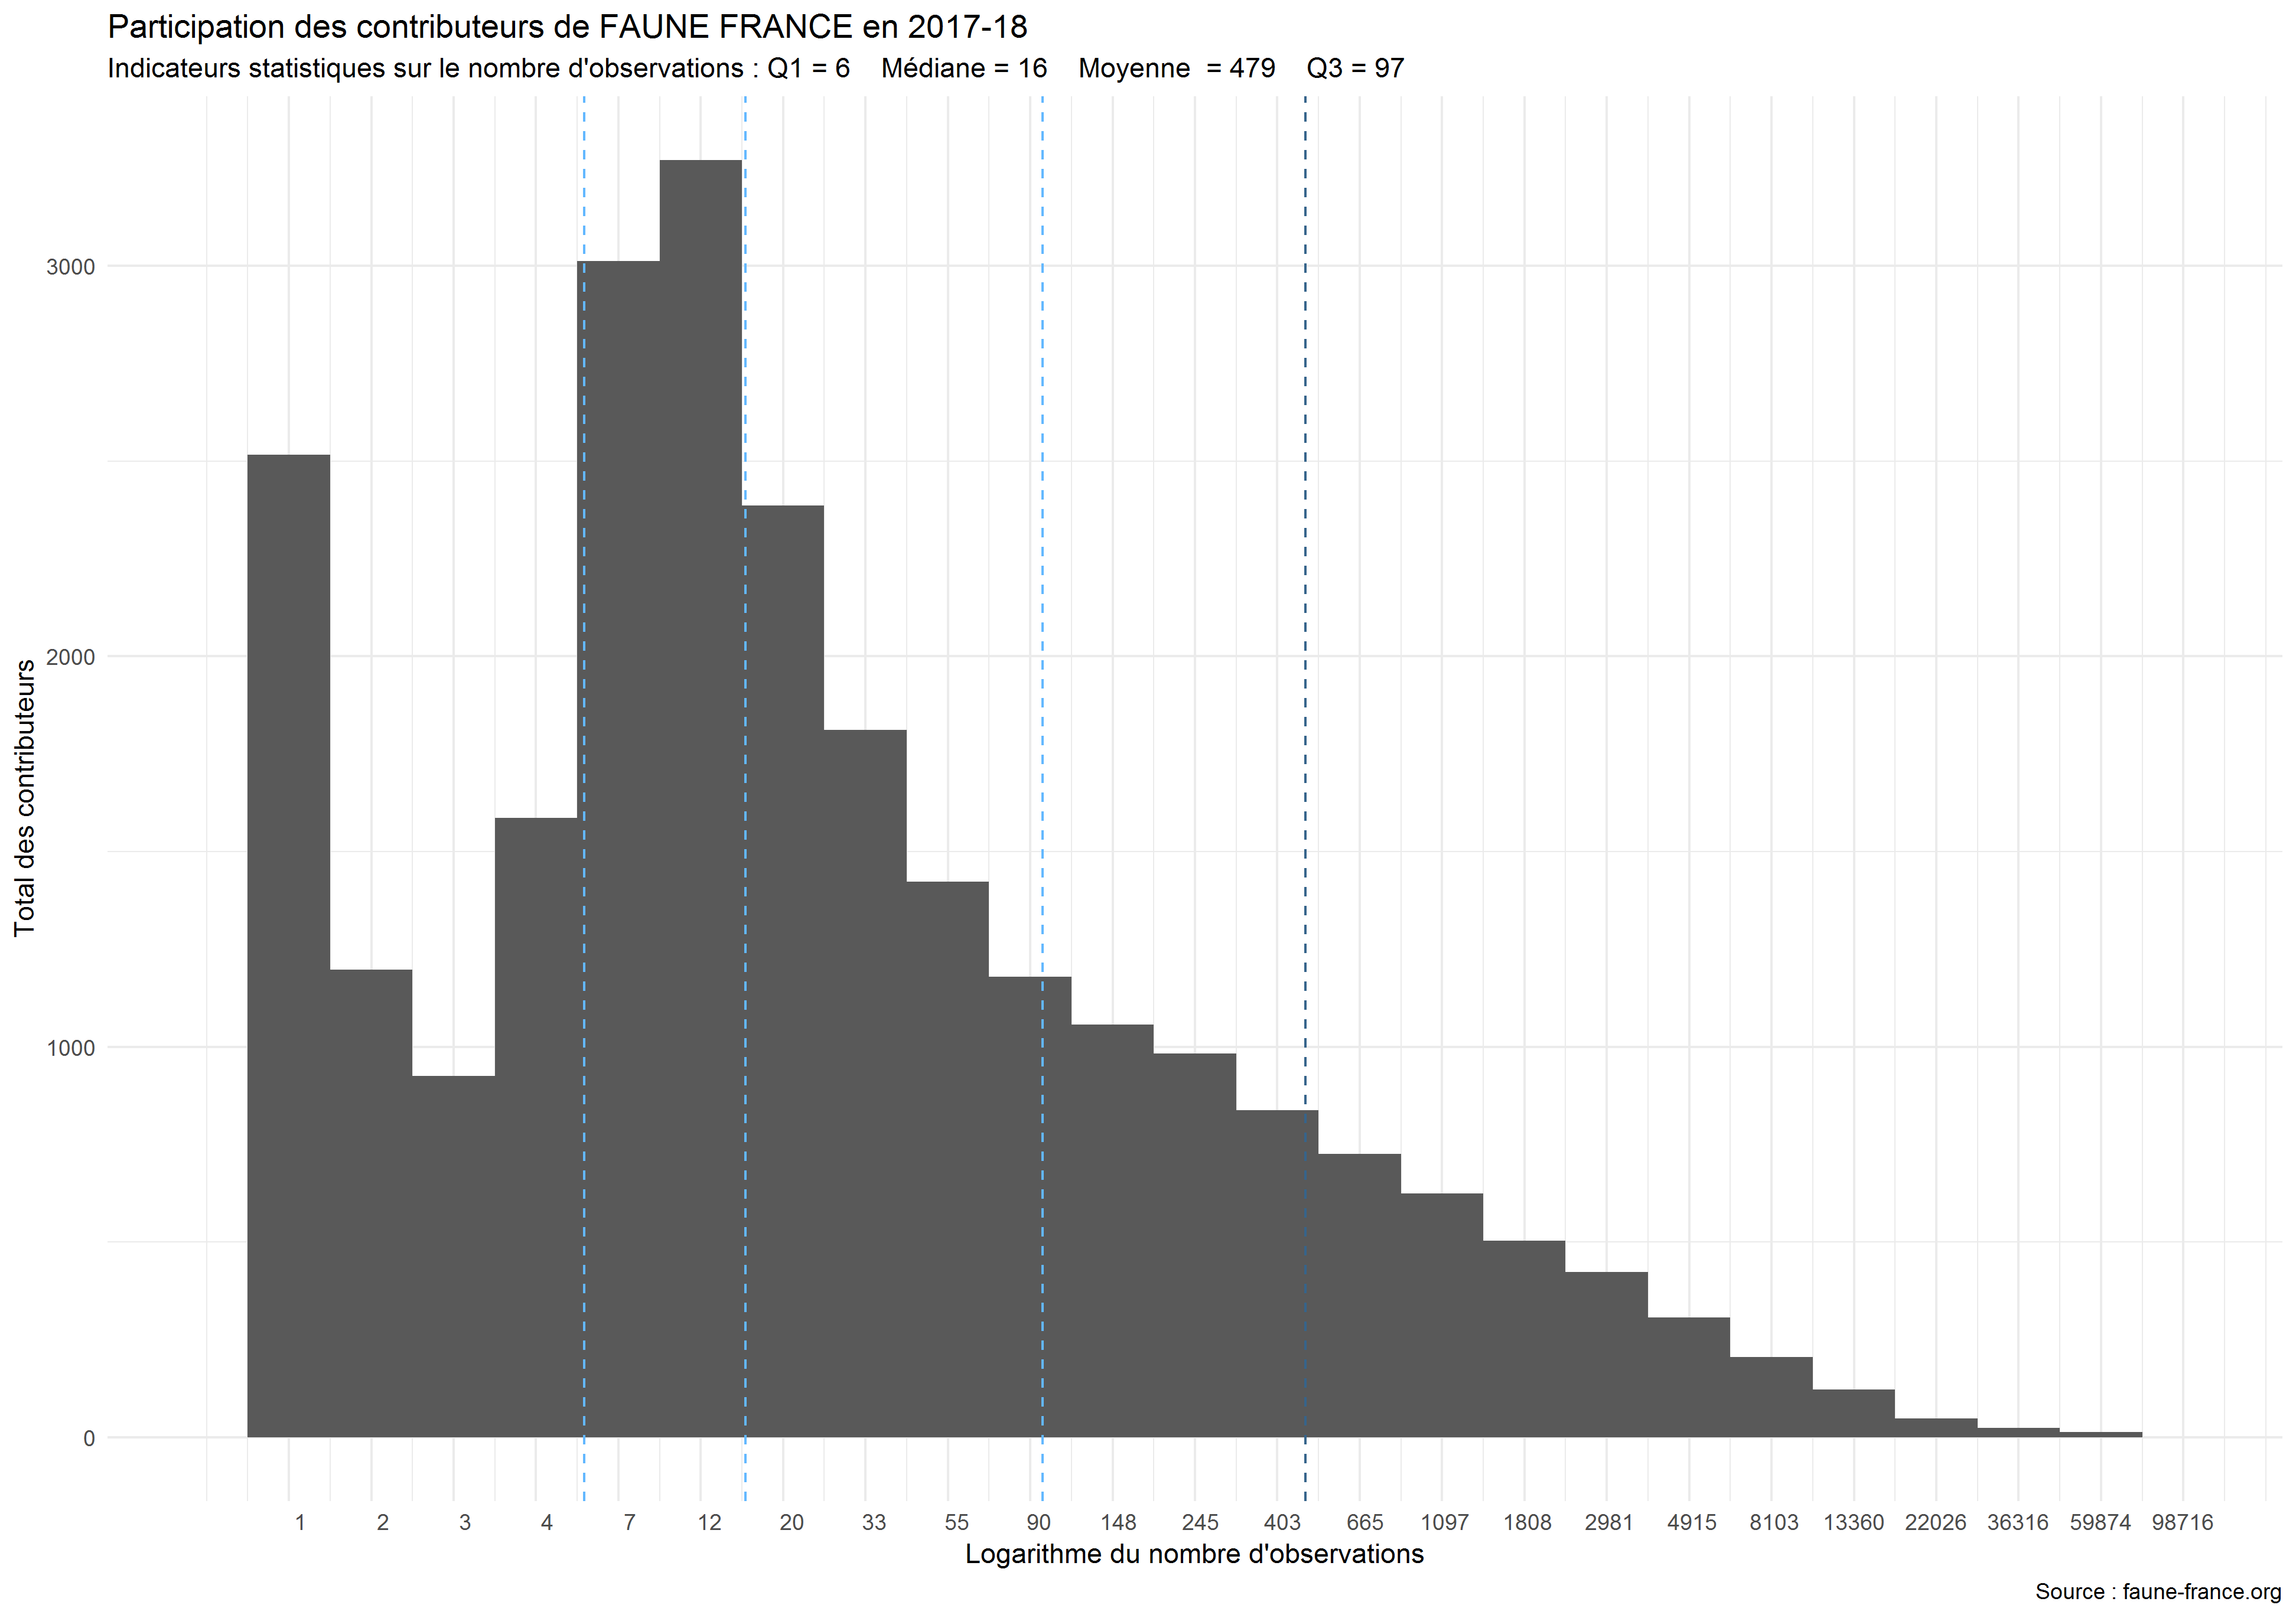 Participation des contributeurs de FAUNE FRANCE en 2017-18
Indicateurs statistiques sur le nombre d'observations : Q1 = 6    Médiane = 16    Moyenne  = 479    Q3 = 97
Total des contributeurs
3000
2000
1000
0
1 2 3 4 7 12 20 33 55 90 148 245 403 665 1097 1808 2981 4915 8103 13360 22026 36316 59874 98716
Logarithme du nombre d'observations
Source : faune-france.org